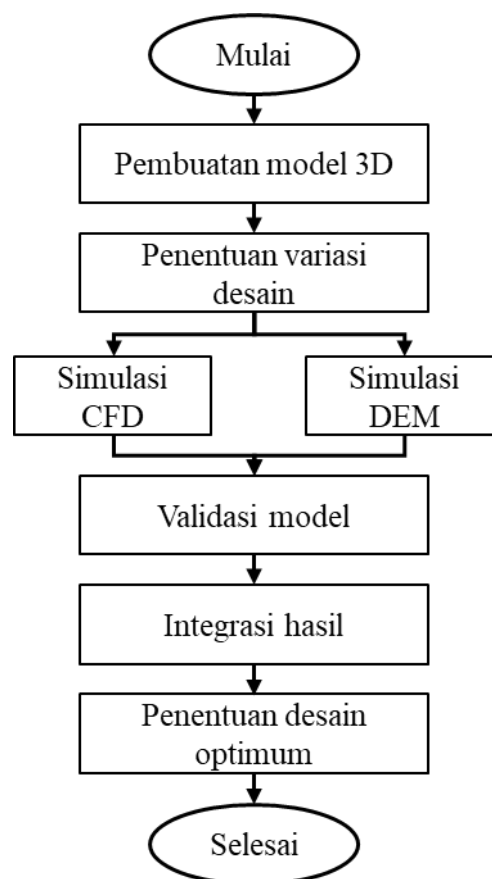 Mulai
Pembuatan model 3D
Penentuan variasi
desain
Simulasi
CFD
Simulasi
DEM
Validasi model
Integrasi hasil
Penentuan desain
optimum
Selesai